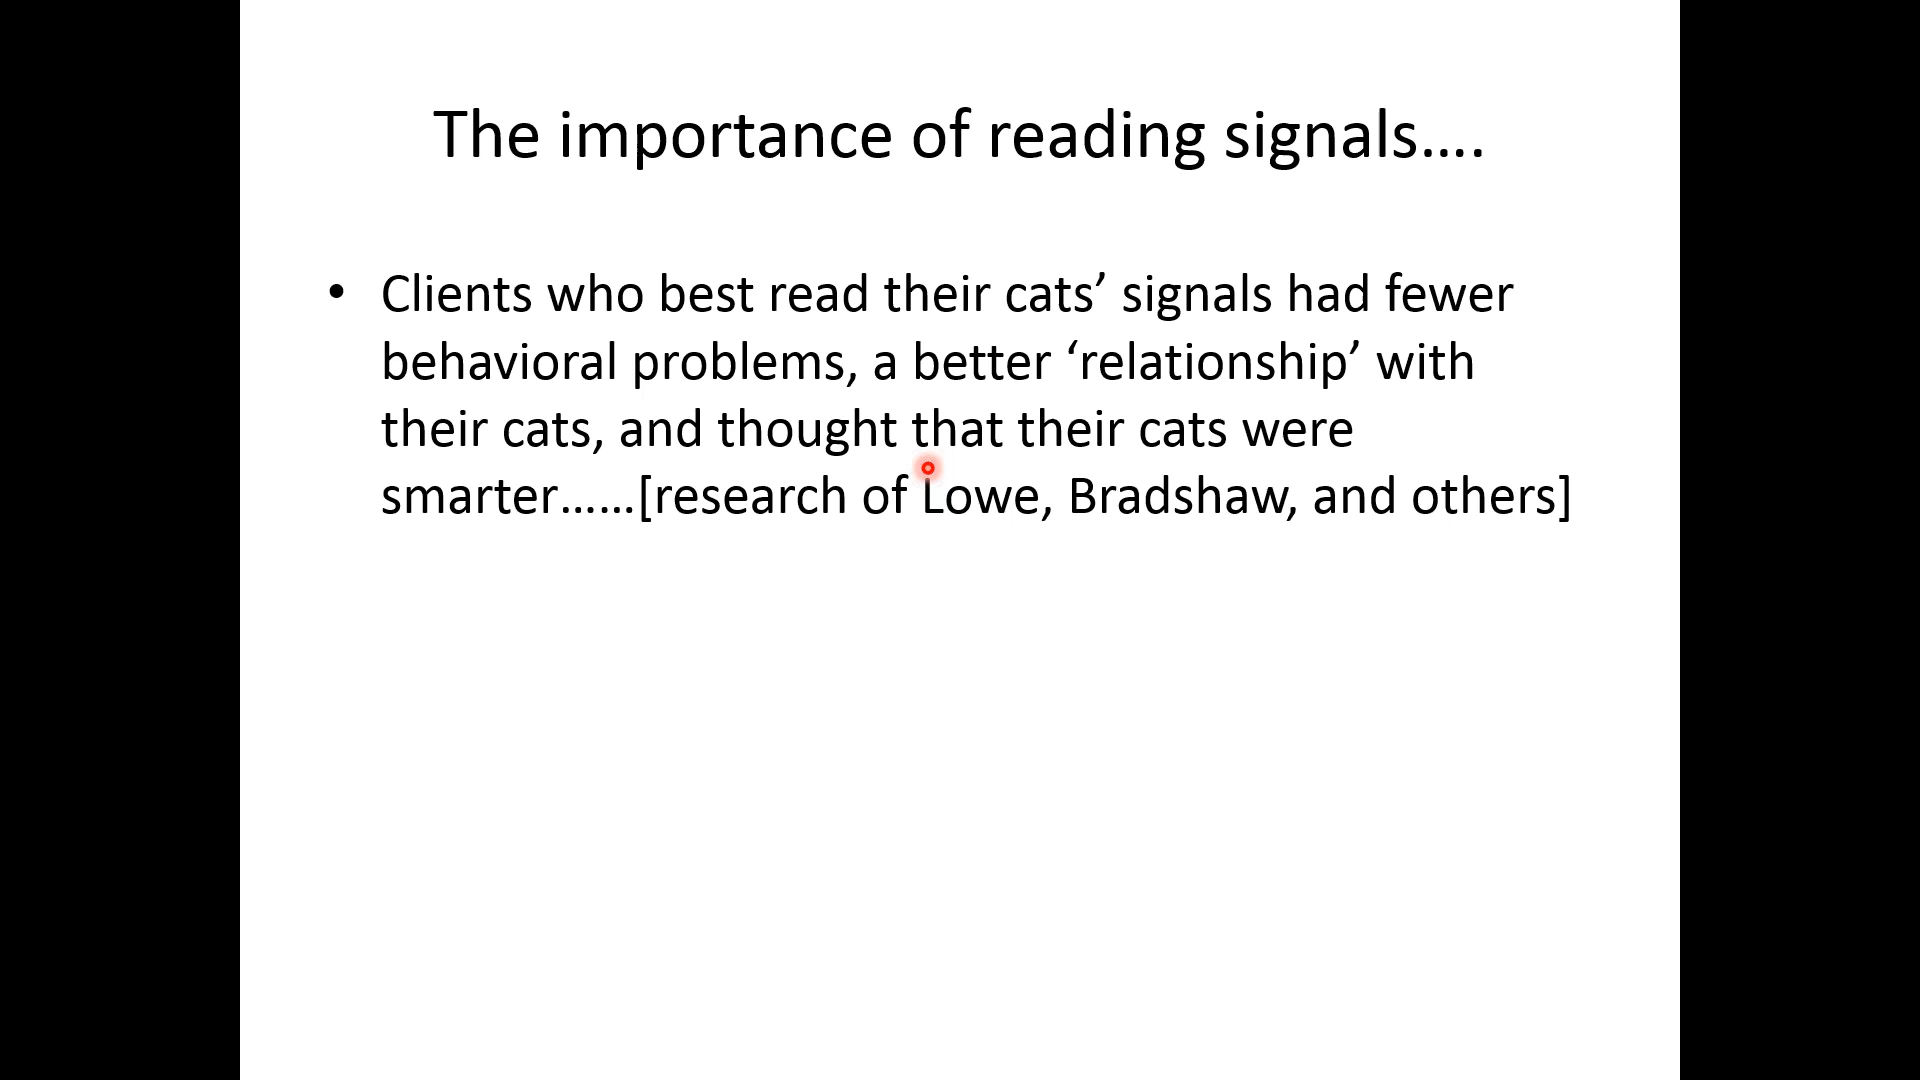 The importance of reading signals….
• Clients who best read their cats’ signals had fewer
behavioral problems, a better ‘relationship’ with
their cats, and thought that their cats were
smarter……[research of Lowe, Bradshaw, and others]